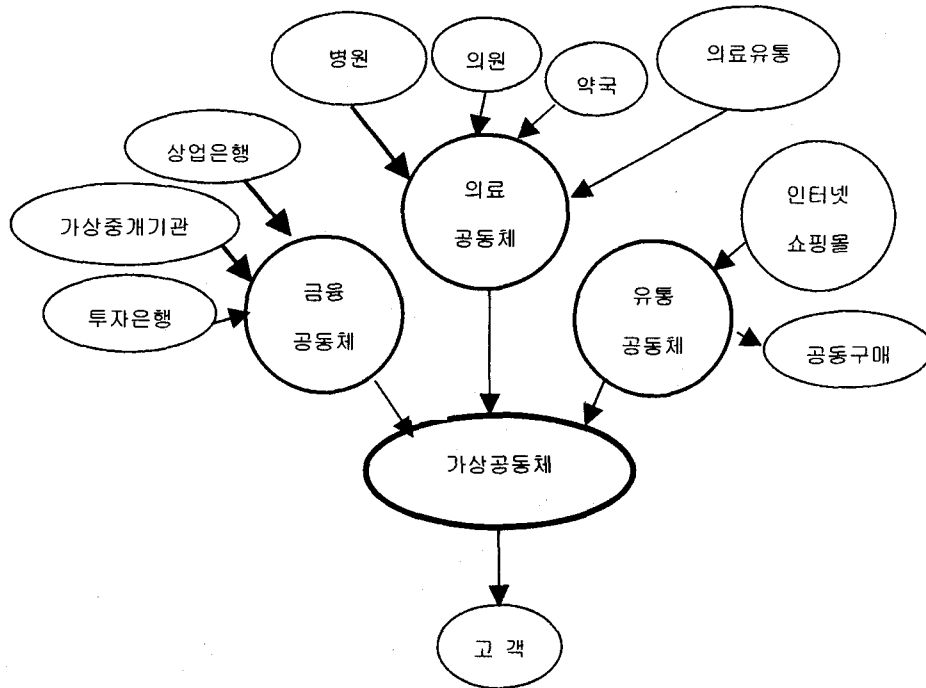 병원
의원
약국
의료유통
상업은행
의료
공동체
인터넷
쇼핑몰
가상중개기관
금융
공동체
유통
공동체
투자은행
공동구매
가상공동체
고 객